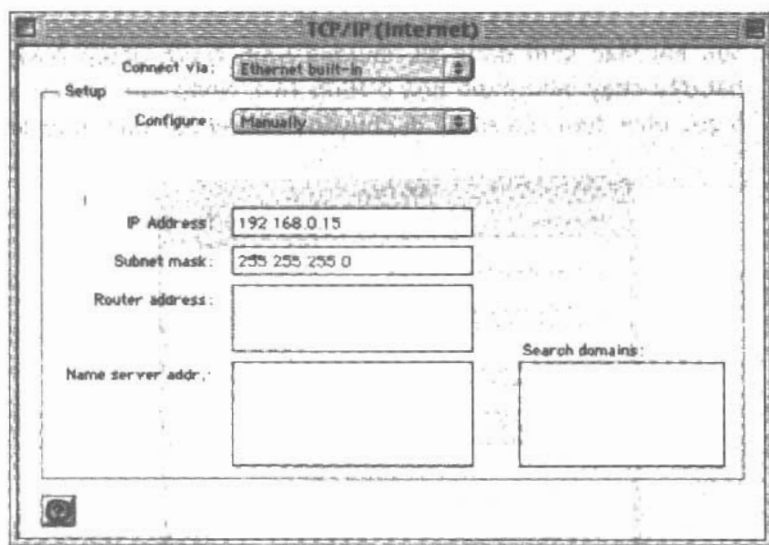 TCP/IP (Internet)
Connect via: Ethernet built-in
Setup
Configure: Manually
IP Address: 192.168.0.15
Subnet mask: 255.255.255.0
Router address:
Search domains:
Name server addr.: